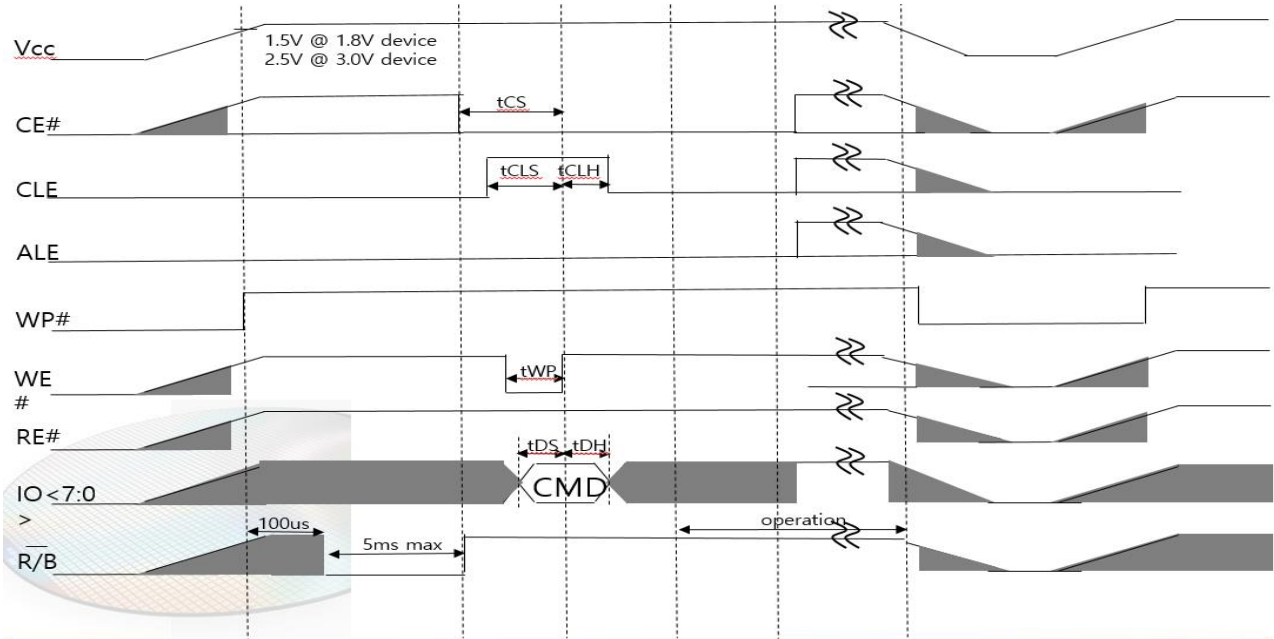 Vcc
1.5V @ 1.8V device
2.5V @ 3.0V device
CE#
tCS
CLE
tCLS
tCLH
ALE
WP#
WE
#
tWP
RE#
tDS
tDH
IO<7:0
>
CMD
100us
5ms max
operation
R/B